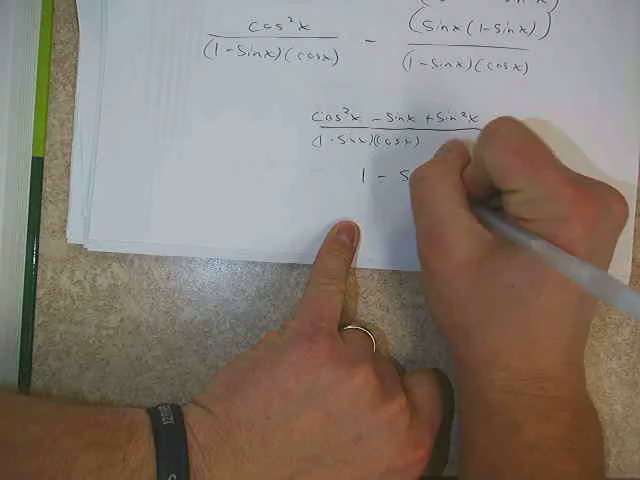 cos²x
(1-sinx)(cosx)
-
(sinx(1-sinx))
(1-sinx)(cosx)
cos²x - sinx + sin²x
(1-sinx)(cosx)
1 - s